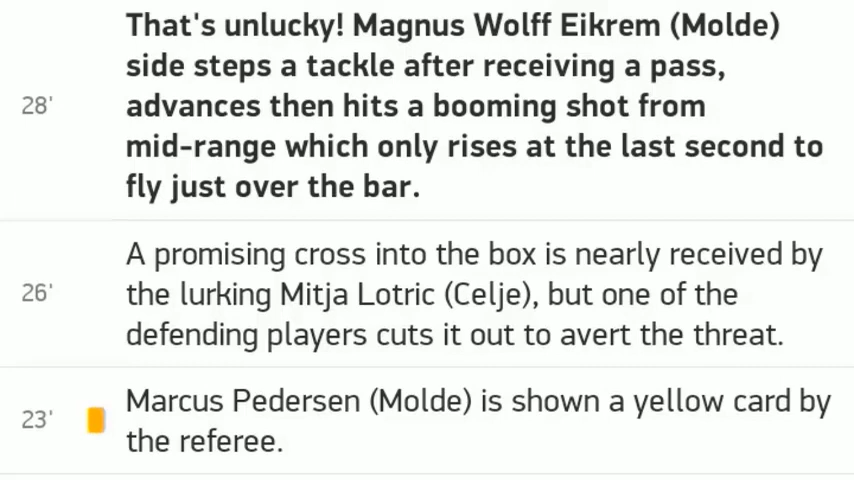 That's unlucky! Magnus Wolff Eikrem (Molde)
side steps a tackle after receiving a pass,
28' advances then hits a booming shot from
mid-range which only rises at the last second to
fly just over the bar.
A promising cross into the box is nearly received by
26' the lurking Mitja Lotric (Celje), but one of the
defending players cuts it out to avert the threat.
23' Marcus Pedersen (Molde) is shown a yellow card by
the referee.